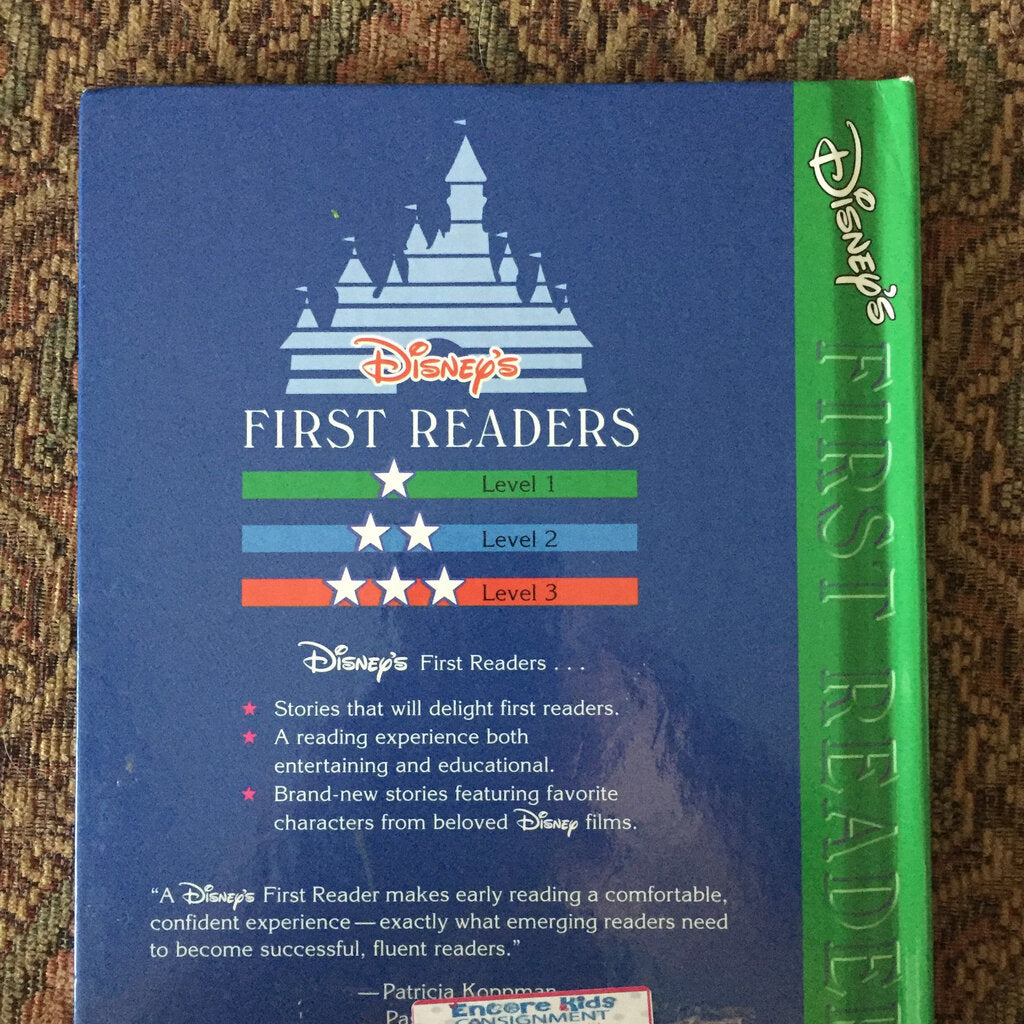 Disney's
FIRST READERS
Level 1
Level 2
Level 3
Disney's First Readers . . .
Stories that will delight first readers.
A reading experience both
entertaining and educational.
Brand-new stories featuring favorite
characters from beloved Disney films.
“A Disney's First Reader makes early reading a comfortable,
confident experience — exactly what emerging readers need
to become successful, fluent readers.”
— Patricia Koppman
Encore Kids
CONSIGNMENT
Disney's
FIRST READER